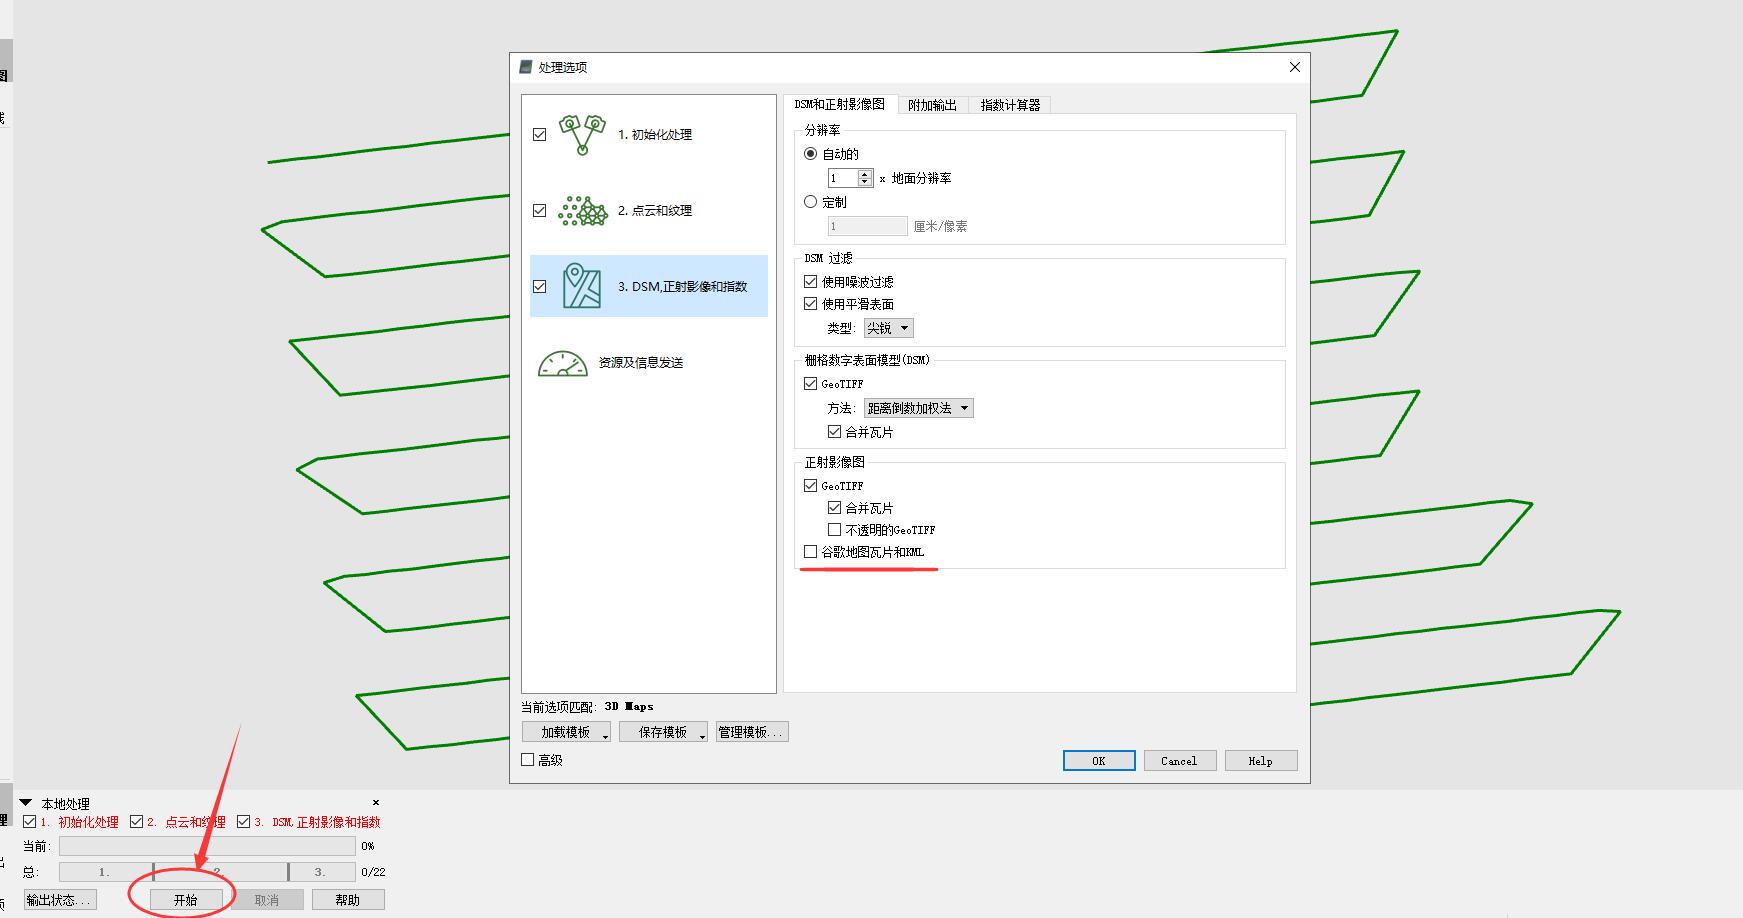 处理选项
1. 初始化处理
2. 点云和纹理
3. DSM,正射影像和指数
资源及信息发送
DSM和正射影像图 附加输出 指数计算器
分辨率
自动的
1 x 地面分辨率
定制
1 厘米/像素
DSM 过滤
使用噪波过滤
使用平滑表面
类型: 尖锐
栅格数字表面模型(DSM)
GeoTIFF
方法: 距离倒数加权法
合并瓦片
正射影像图
GeoTIFF
合并瓦片
不透明的GeoTIFF
谷歌地图瓦片和KML
当前选项匹配: 3D Maps
加载模板 保存模板 管理模板...
高级
OK Cancel Help
本地处理
1. 初始化处理 2. 点云和纹理 3. DSM,正射影像和指数
当前: 0%
总: 1. 2. 3. 0/22
输出状态... 开始 取消 帮助